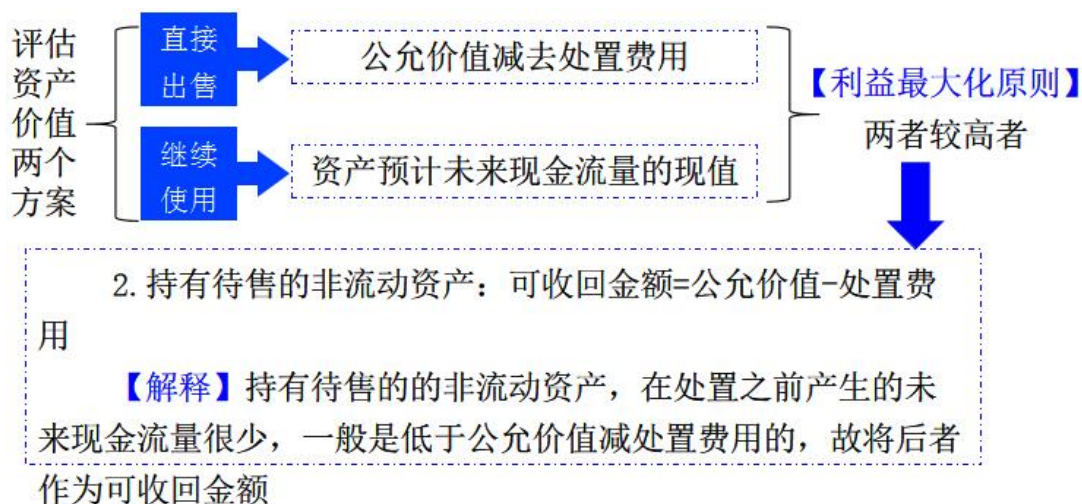 评估
资产
价值
两个
方案
直接
出售
公允价值减去处置费用
继续
使用
资产预计未来现金流量的现值
【利益最大化原则】
两者较高者
2.持有待售的非流动资产：可收回金额=公允价值-处置费
用
【解释】持有待售的的非流动资产，在处置之前产生的未
来现金流量很少，一般是低于公允价值减处置费用的，故将后者
作为可收回金额